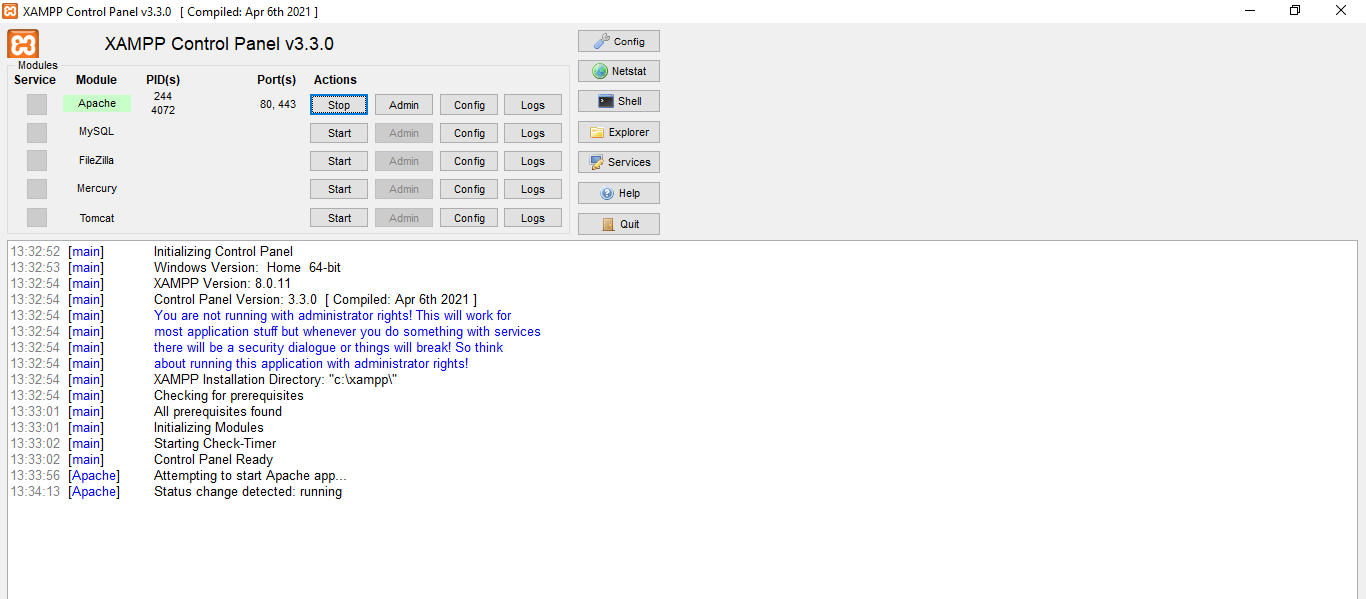 XAMPP Control Panel v3.3.0 [ Compiled: Apr 6th 2021 ]
XAMPP Control Panel v3.3.0
Config
Modules
Service Module PID(s) Port(s) Actions
Netstat
Apache 244 80, 443 Stop Admin Config Logs
4072
Shell
MySQL Start Admin Config Logs
Explorer
FileZilla Start Admin Config Logs
Services
Mercury Start Admin Config Logs
Help
Tomcat Start Admin Config Logs
Quit
13:32:52 [main] Initializing Control Panel
13:32:53 [main] Windows Version: Home 64-bit
13:32:54 [main] XAMPP Version: 8.0.11
13:32:54 [main] Control Panel Version: 3.3.0 [ Compiled: Apr 6th 2021 ]
13:32:54 [main] You are not running with administrator rights! This will work for
13:32:54 [main] most application stuff but whenever you do something with services
13:32:54 [main] there will be a security dialogue or things will break! So think
13:32:54 [main] about running this application with administrator rights!
13:32:54 [main] XAMPP Installation Directory: "c:\xampp\"
13:32:54 [main] Checking for prerequisites
13:33:01 [main] All prerequisites found
13:33:01 [main] Initializing Modules
13:33:02 [main] Starting Check-Timer
13:33:02 [main] Control Panel Ready
13:33:56 [Apache] Attempting to start Apache app...
13:34:13 [Apache] Status change detected: running